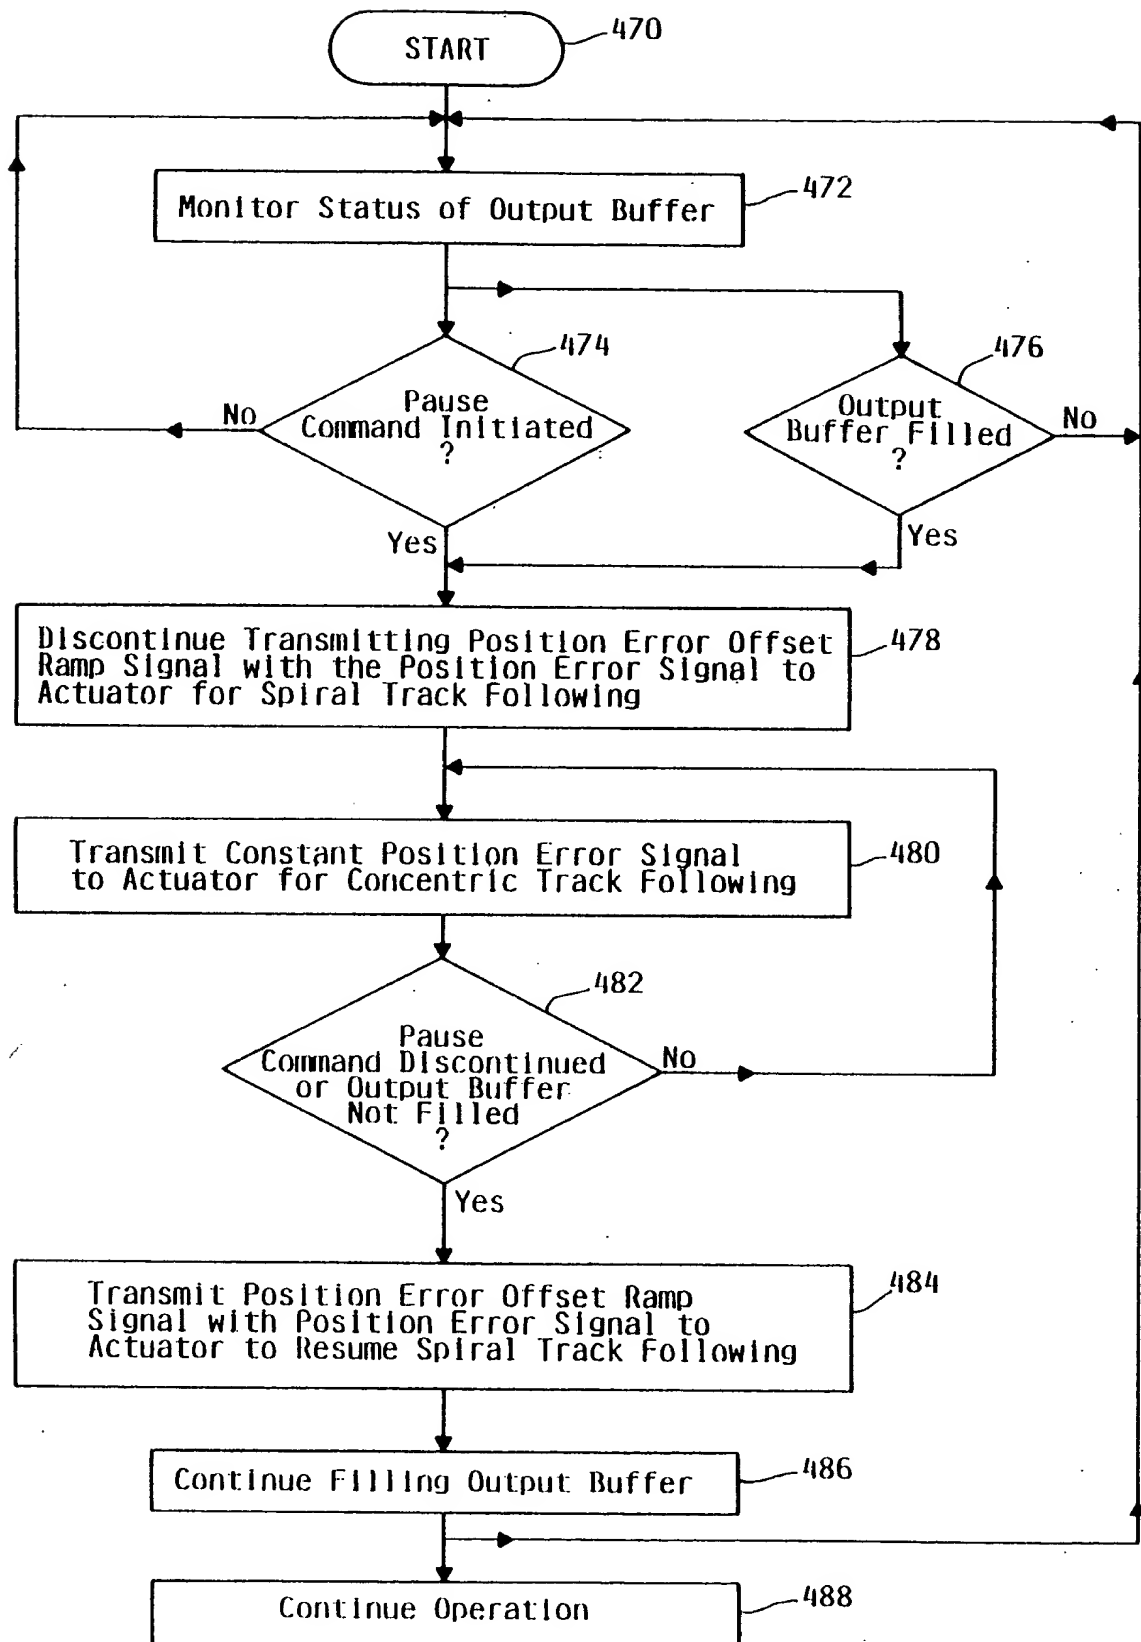 START
470
Monitor Status of Output Buffer
472
474
Pause
Command Initiated
?
No
Yes
476
Output
Buffer Filled
?
No
Yes
Discontinue Transmitting Position Error Offset
Ramp Signal with the Position Error Signal to
Actuator for Spiral Track Following
478
Transmit Constant Position Error Signal
to Actuator for Concentric Track Following
480
482
Pause
Command Discontinued
or Output Buffer
Not Filled
?
No
Yes
Transmit Position Error Offset Ramp
Signal with Position Error Signal to
Actuator to Resume Spiral Track Following
484
Continue Filling Output Buffer
486
Continue Operation
488